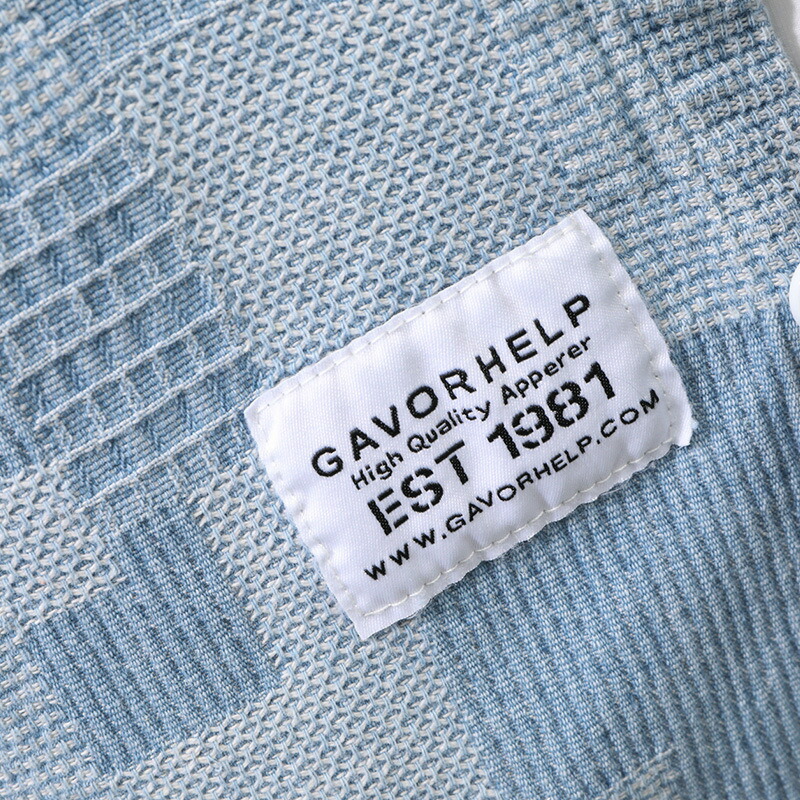 GAVORHELP
High Quality Apperer
EST 1981
WWW.GAVORHELP.COM